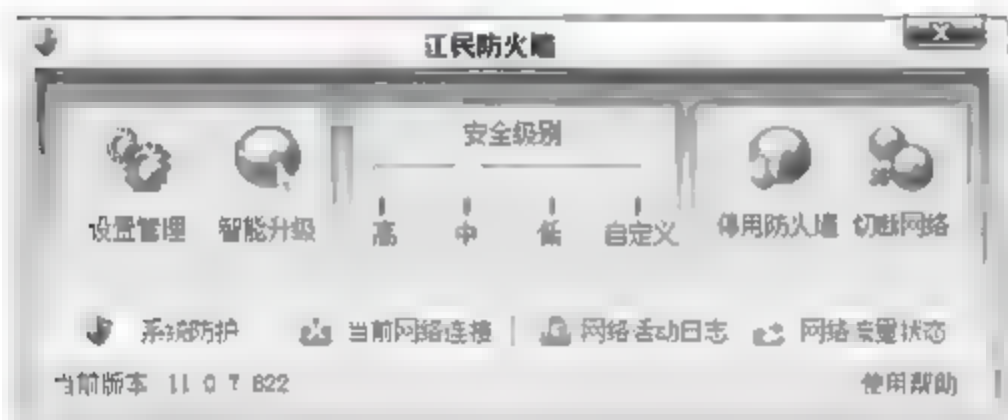 江民防火墙
安全级别
设置管理 智能升级 高 中 低 自定义 停用防火墙 切断网络
系统防护 当前网络连接 | 网络活动日志 网络流量状态
当前版本 11 0 7 822 使用帮助